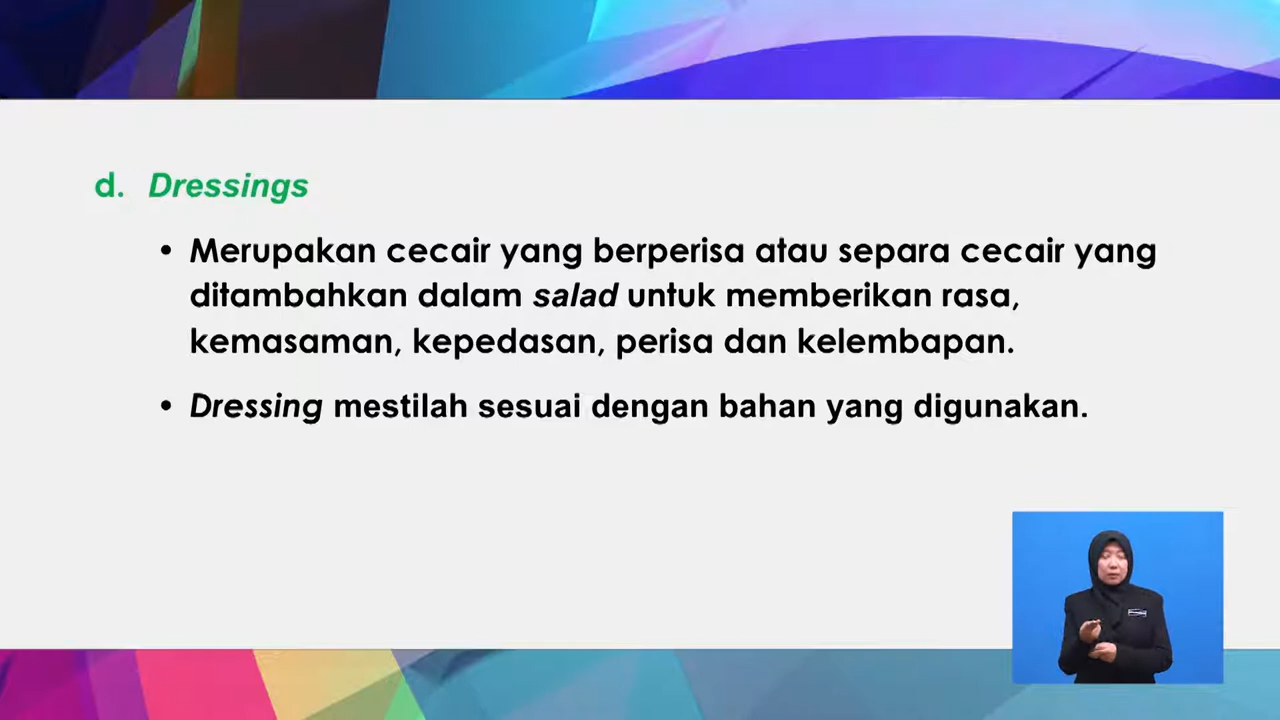 d. Dressings
• Merupakan cecair yang berperisa atau separa cecair yang
ditambahkan dalam salad untuk memberikan rasa,
kemasaman, kepedasan, perisa dan kelembapan.
• Dressing mestilah sesuai dengan bahan yang digunakan.